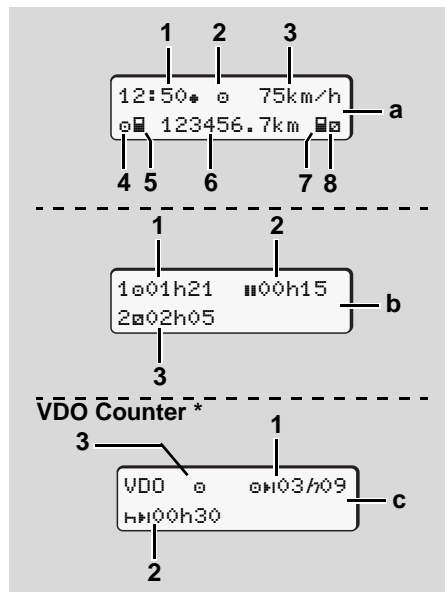 1 2 3
12:50● ⊙ 75km/h
a
⊙ 123456.7km
4 5 6 7 8
1 2
1⊙01h21 00h15
b
2⧄02h05
3
VDO Counter *
3 1
VDO ⊙ ⊙03h09
c
00h30
2